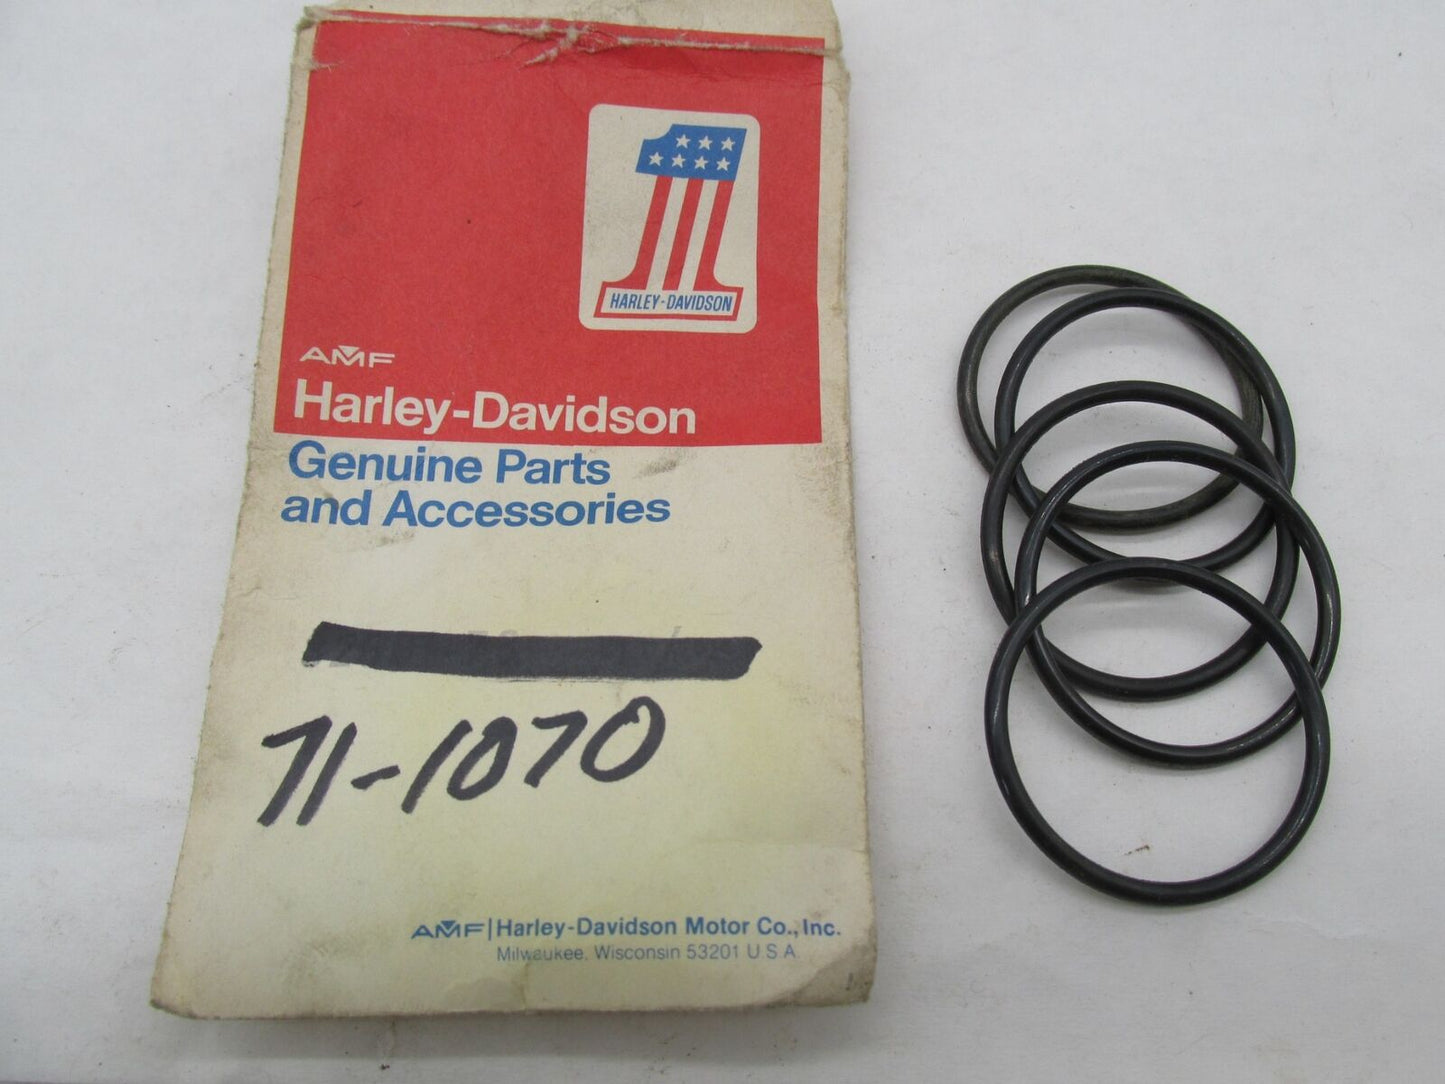 HARLEY-DAVIDSON
AMF
Harley-Davidson
Genuine Parts
and Accessories
71-1070
AMF | Harley-Davidson Motor Co., Inc.
Milwaukee, Wisconsin 53201 U.S.A.